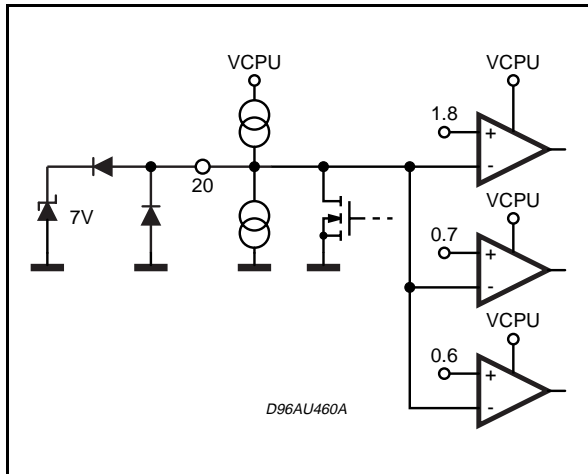 VCPU
VCPU
1.8
+
-
20
7V
VCPU
0.7
+
-
VCPU
0.6
+
-
D96AU460A